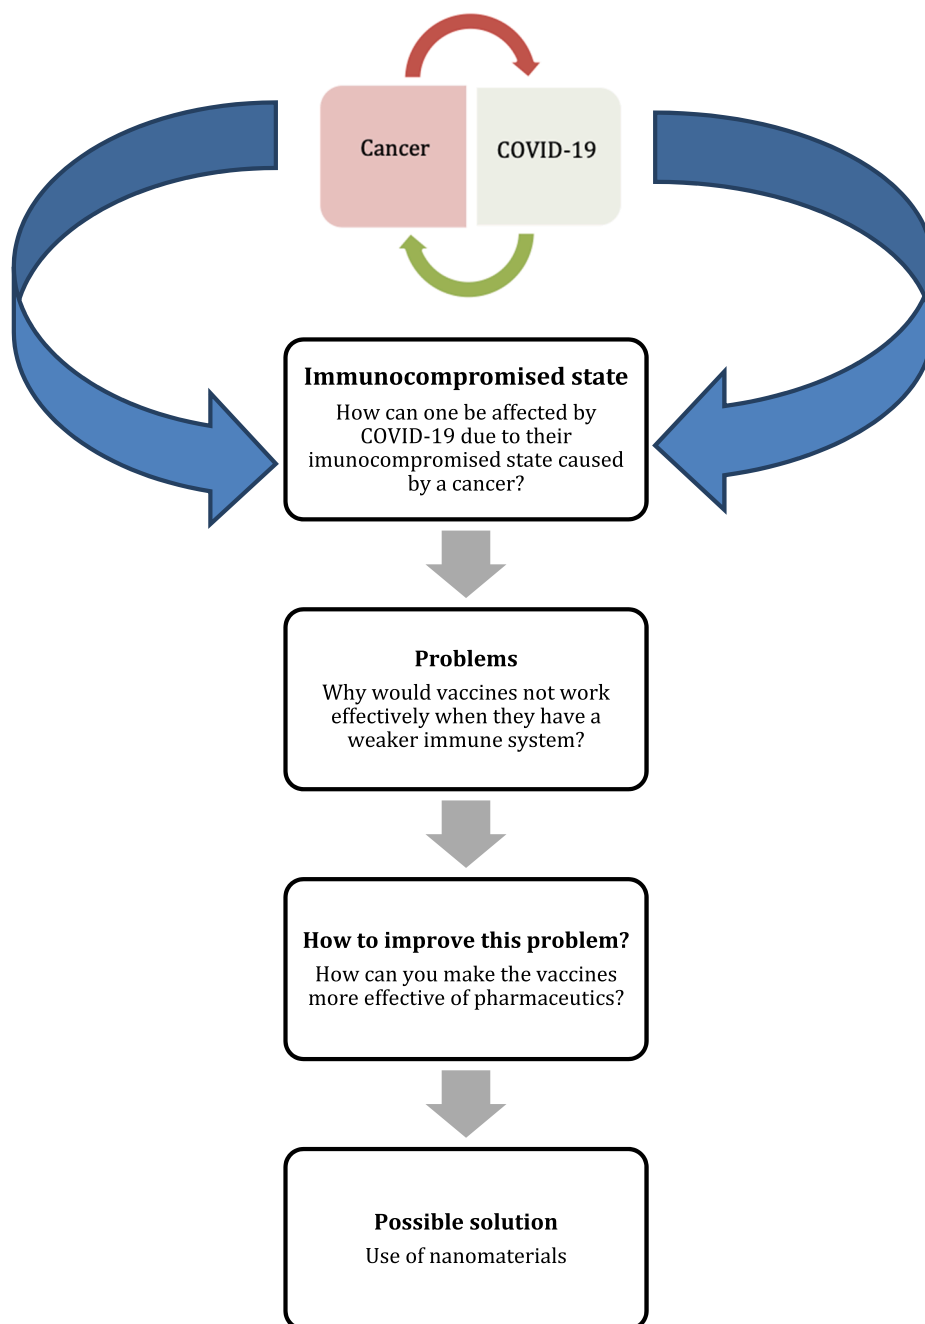 Cancer
COVID-19
Immunocompromised state
How can one be affected by
COVID-19 due to their
imunocompromised state caused
by a cancer?
Problems
Why would vaccines not work
effectively when they have a
weaker immune system?
How to improve this problem?
How can you make the vaccines
more effective of pharmaceutics?
Possible solution
Use of nanomaterials